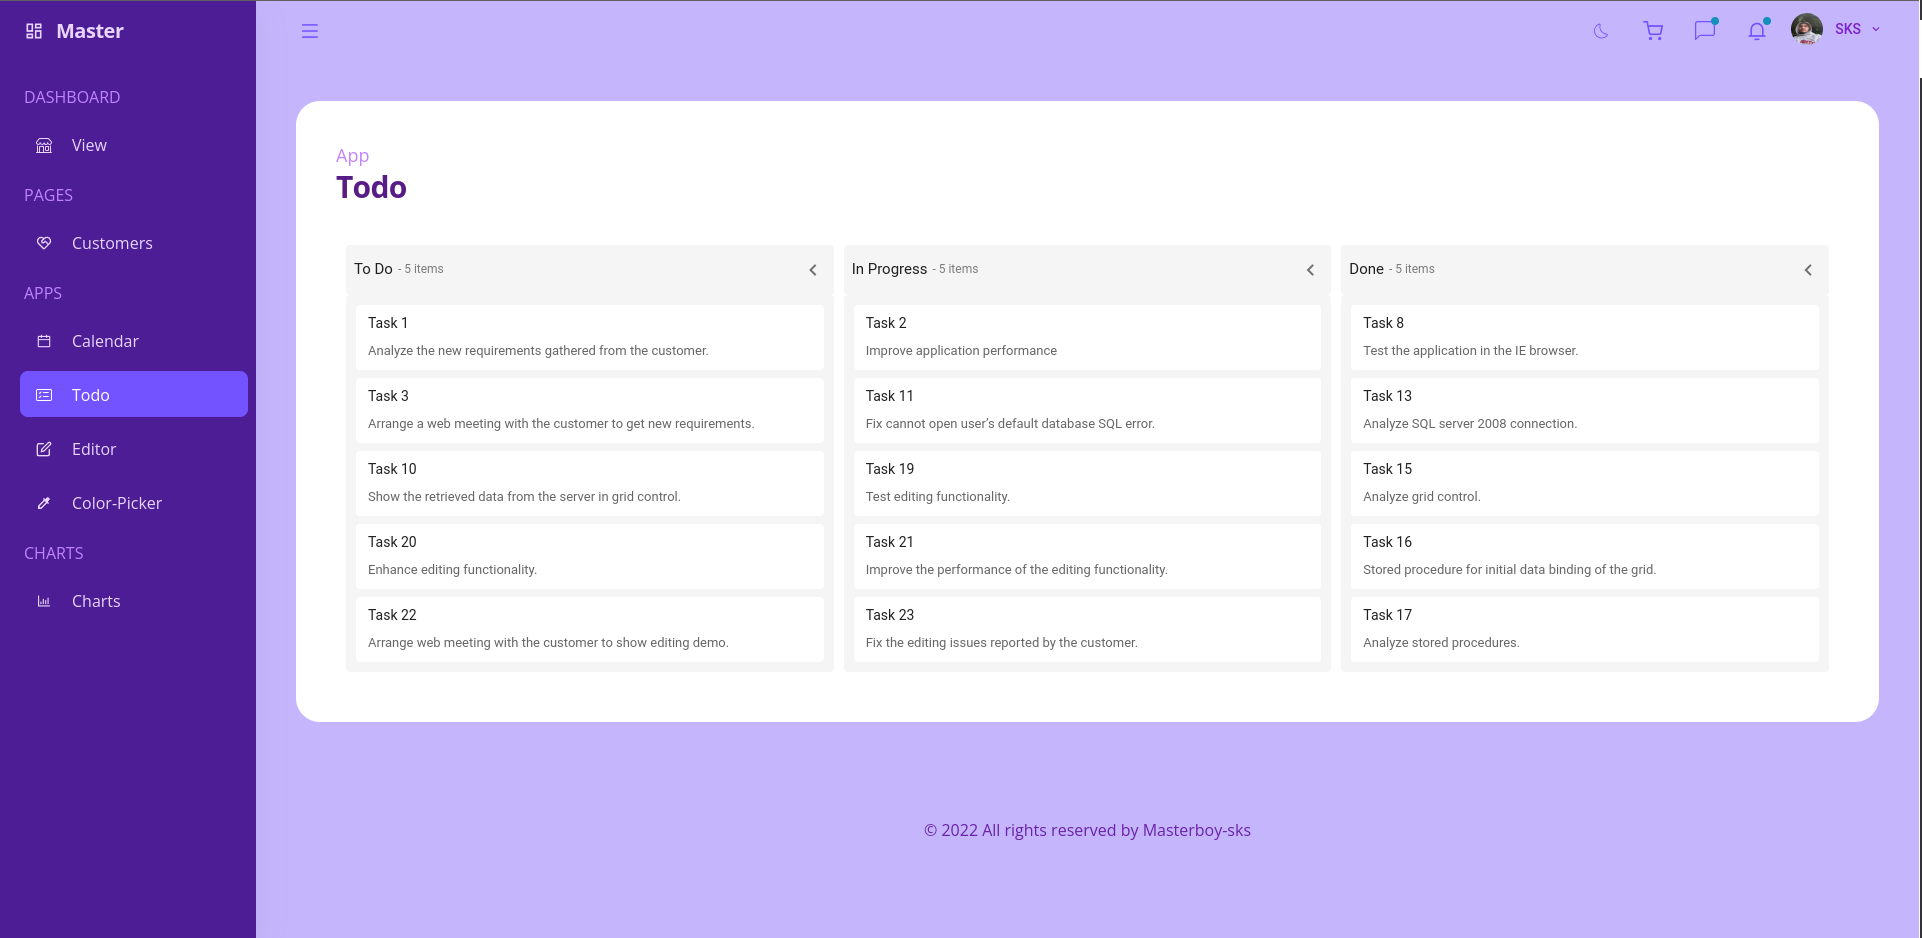 Master
DASHBOARD
View
PAGES
Customers
APPS
Calendar
Todo
Editor
Color-Picker
CHARTS
Charts
SKS
App
Todo
To Do - 5 items
Task 1
Analyze the new requirements gathered from the customer.
Task 3
Arrange a web meeting with the customer to get new requirements.
Task 10
Show the retrieved data from the server in grid control.
Task 20
Enhance editing functionality.
Task 22
Arrange web meeting with the customer to show editing demo.
In Progress - 5 items
Task 2
Improve application performance
Task 11
Fix cannot open user’s default database SQL error.
Task 19
Test editing functionality.
Task 21
Improve the performance of the editing functionality.
Task 23
Fix the editing issues reported by the customer.
Done - 5 items
Task 8
Test the application in the IE browser.
Task 13
Analyze SQL server 2008 connection.
Task 15
Analyze grid control.
Task 16
Stored procedure for initial data binding of the grid.
Task 17
Analyze stored procedures.
© 2022 All rights reserved by Masterboy-sks